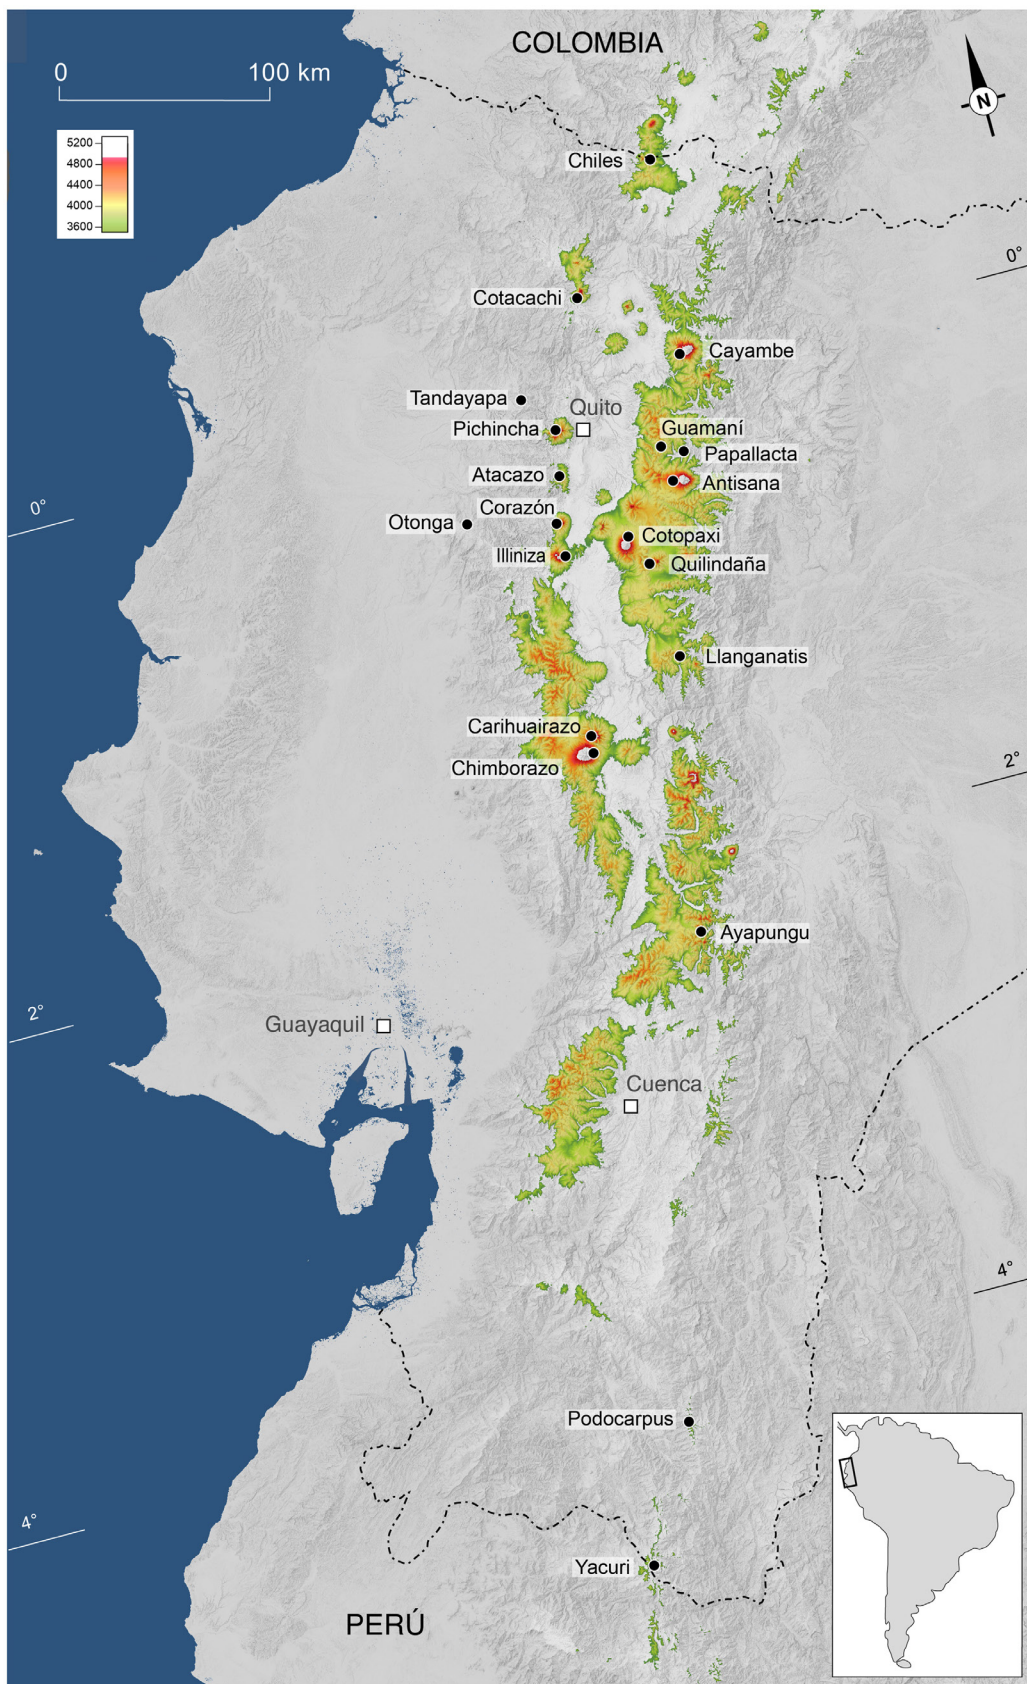 COLOMBIA
0 100 km
N
5200
4800
4400
4000
3600
Chiles
0°
Cotacachi
Cayambe
Tandayapa
Quito
Pichincha
Guamaní
Papallacta
Atacazo
Antisana
0°
Corazón
Otonga
Cotopaxi
Illiniza
Quilindaña
Llanganatis
Carihuairazo
2°
Chimborazo
Ayapungu
2°
Guayaquil
Cuenca
4°
Podocarpus
4°
Yacuri
PERÚ